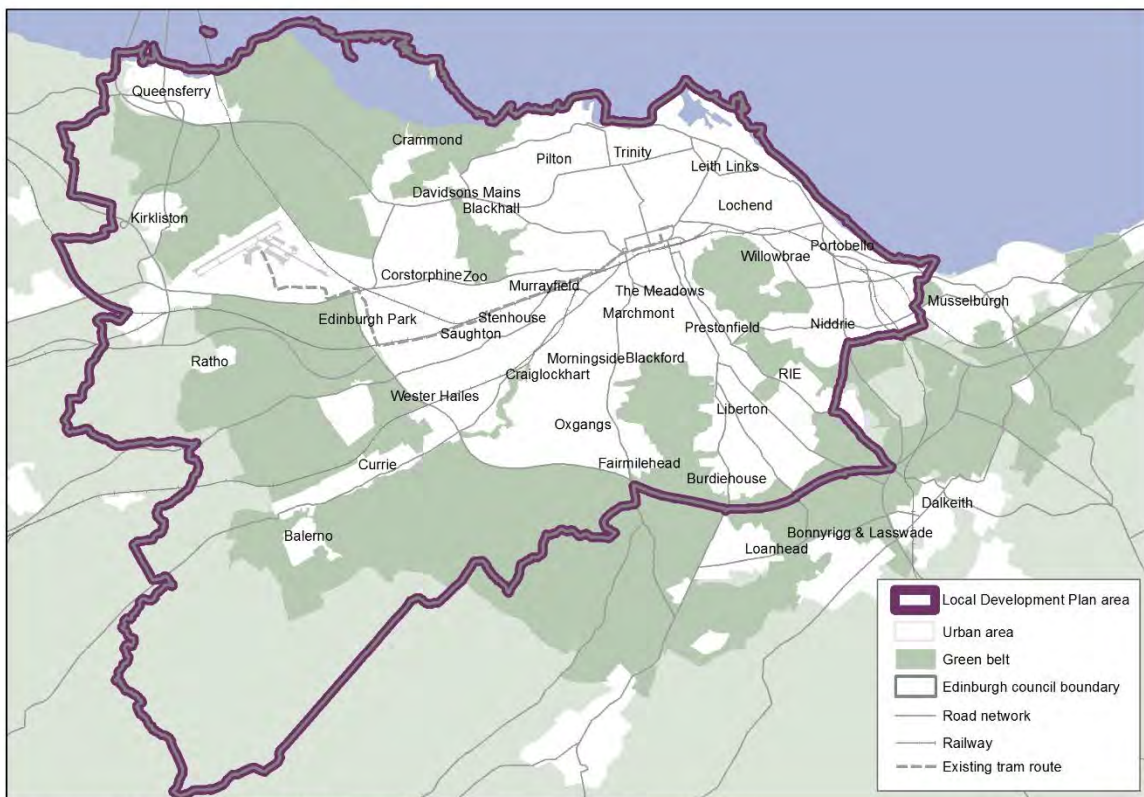 Queensferry
Crammond
Pilton
Trinity
Leith Links
Davidsons Mains
Blackhall
Lochend
Kirkliston
Portobello
Willowbrae
Corstorphine
Zoo
Murrayfield
The Meadows
Musselburgh
Edinburgh Park
Stenhouse
Marchmont
Saughton
Prestonfield
Niddrie
Ratho
Morningside
Blackford
Craiglockhart
RIE
Wester Hailes
Liberton
Oxgangs
Currie
Fairmilehead
Burdiehouse
Dalkeith
Balerno
Bonnyrigg & Lasswade
Loanhead
Local Development Plan area
Urban area
Green belt
Edinburgh council boundary
Road network
Railway
Existing tram route